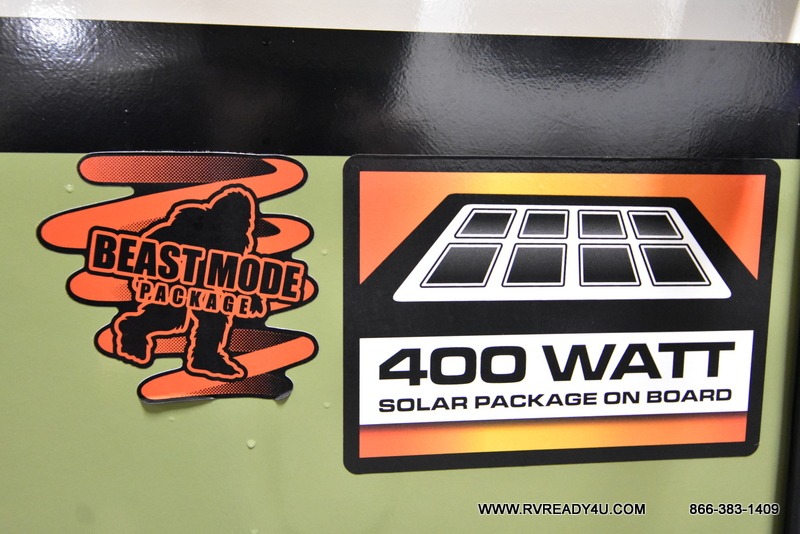 BEAST MODE
PACKAGE
400 WATT
SOLAR PACKAGE ON BOARD
WWW.RVREADY4U.COM 866-383-1409